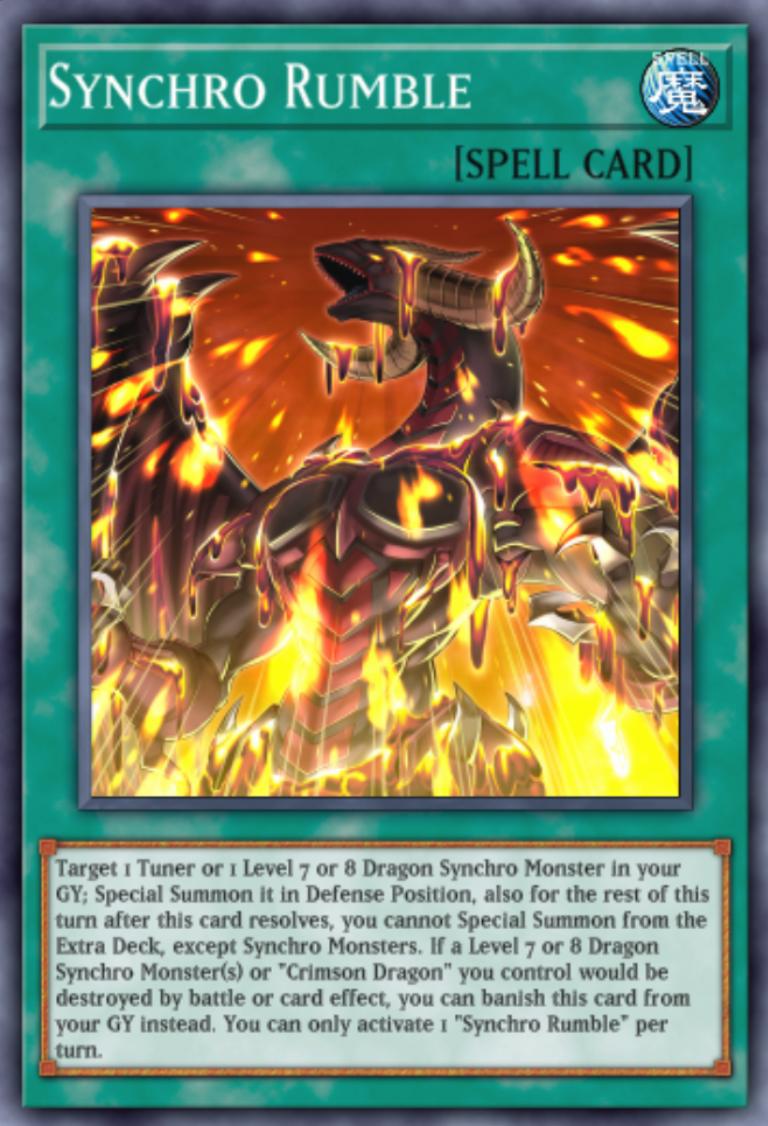 Synchro Rumble
SPELL
魔
[SPELL CARD]
Target 1 Tuner or 1 Level 7 or 8 Dragon Synchro Monster in your
GY; Special Summon it in Defense Position, also for the rest of this
turn after this card resolves, you cannot Special Summon from the
Extra Deck, except Synchro Monsters. If a Level 7 or 8 Dragon
Synchro Monster(s) or "Crimson Dragon" you control would be
destroyed by battle or card effect, you can banish this card from
your GY instead. You can only activate 1 "Synchro Rumble" per
turn.